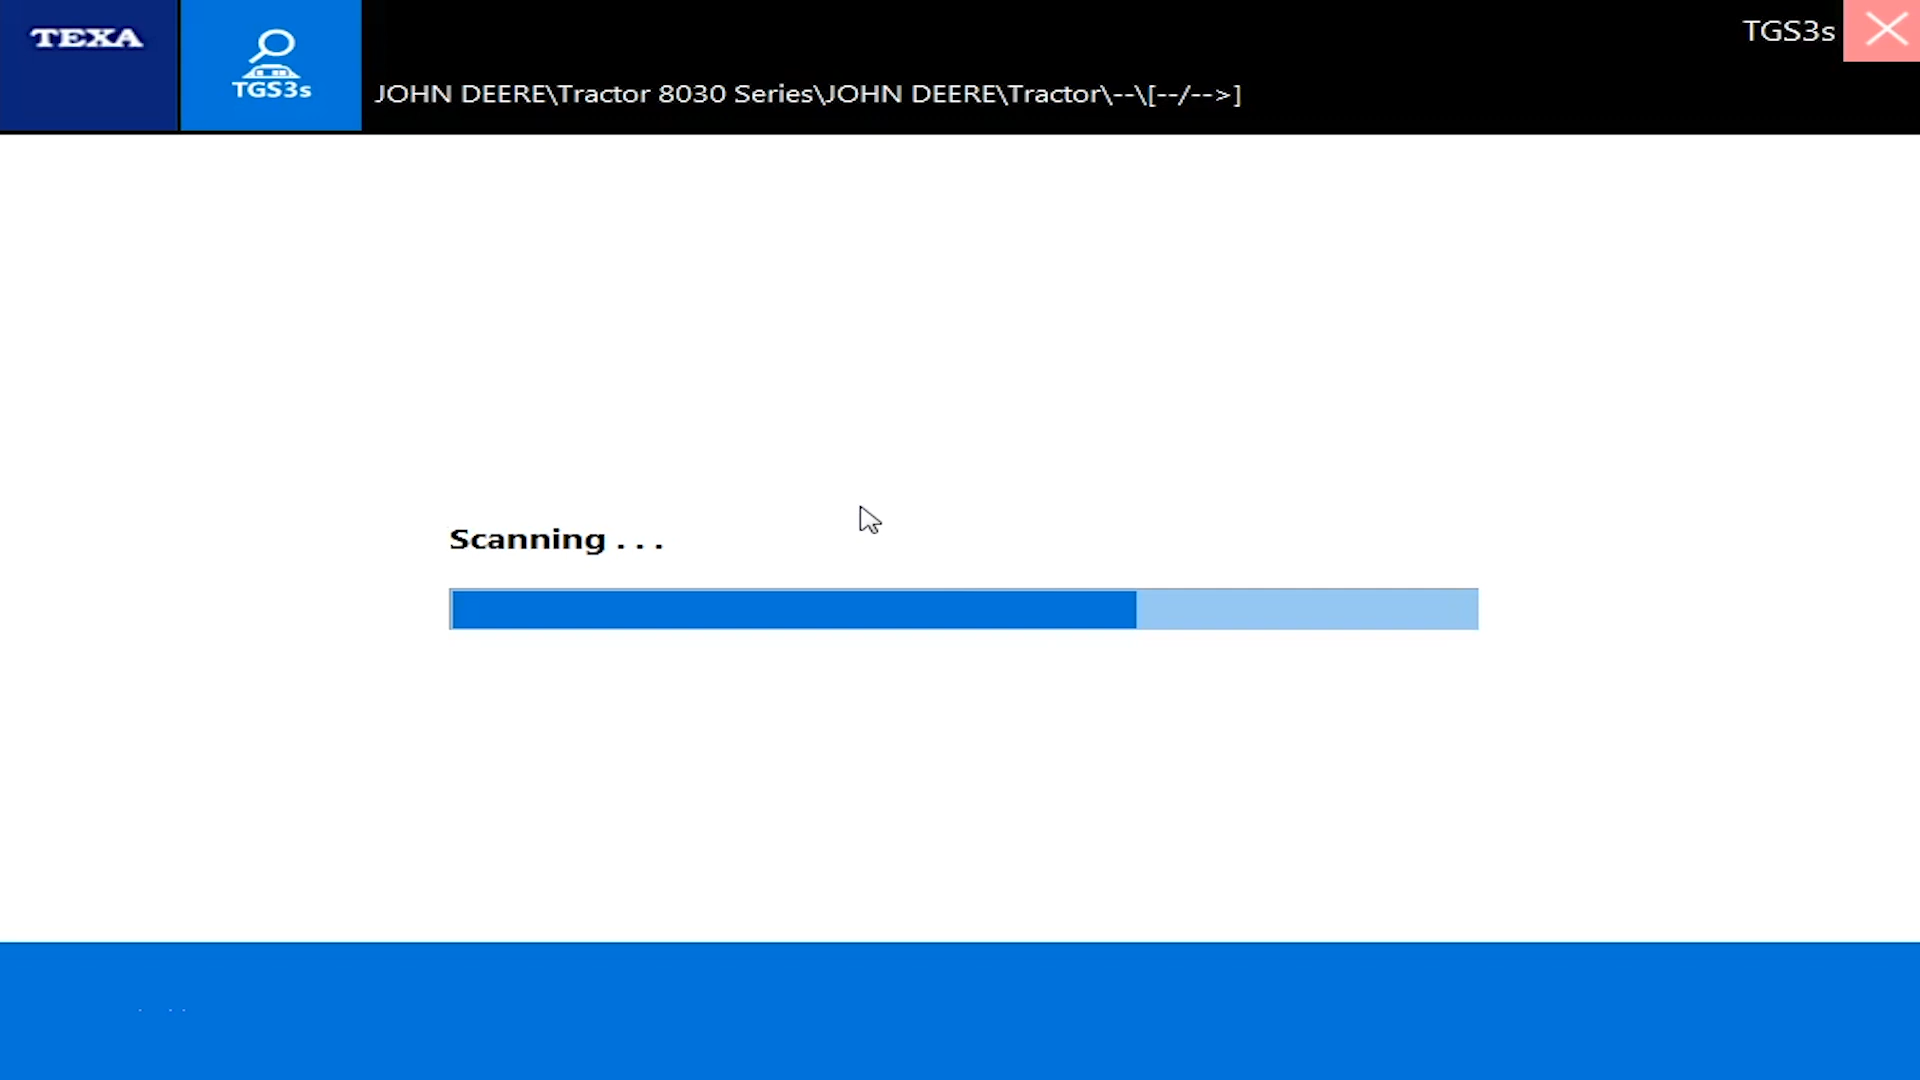 TEXA
TGS3s
TGS3s
JOHN DEERE\Tractor 8030 Series\JOHN DEERE\Tractor\--\[--/-->]
Scanning . . .